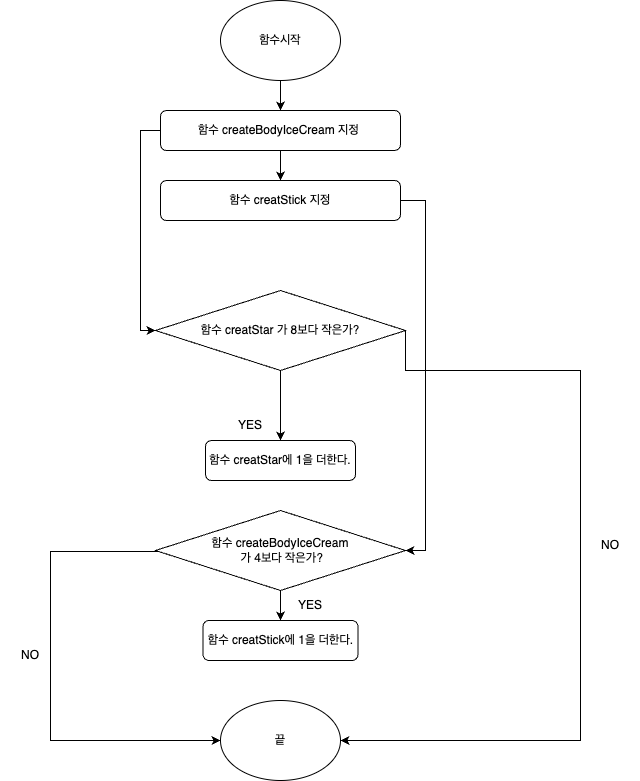 함수시작
함수 createBodyIceCream 지정
함수 creatStick 지정
함수 creatStar 가 8보다 작은가?
YES
함수 creatStar에 1을 더한다.
함수 createBodyIceCream
가 4보다 작은가?
NO
YES
함수 creatStick에 1을 더한다.
NO
끝